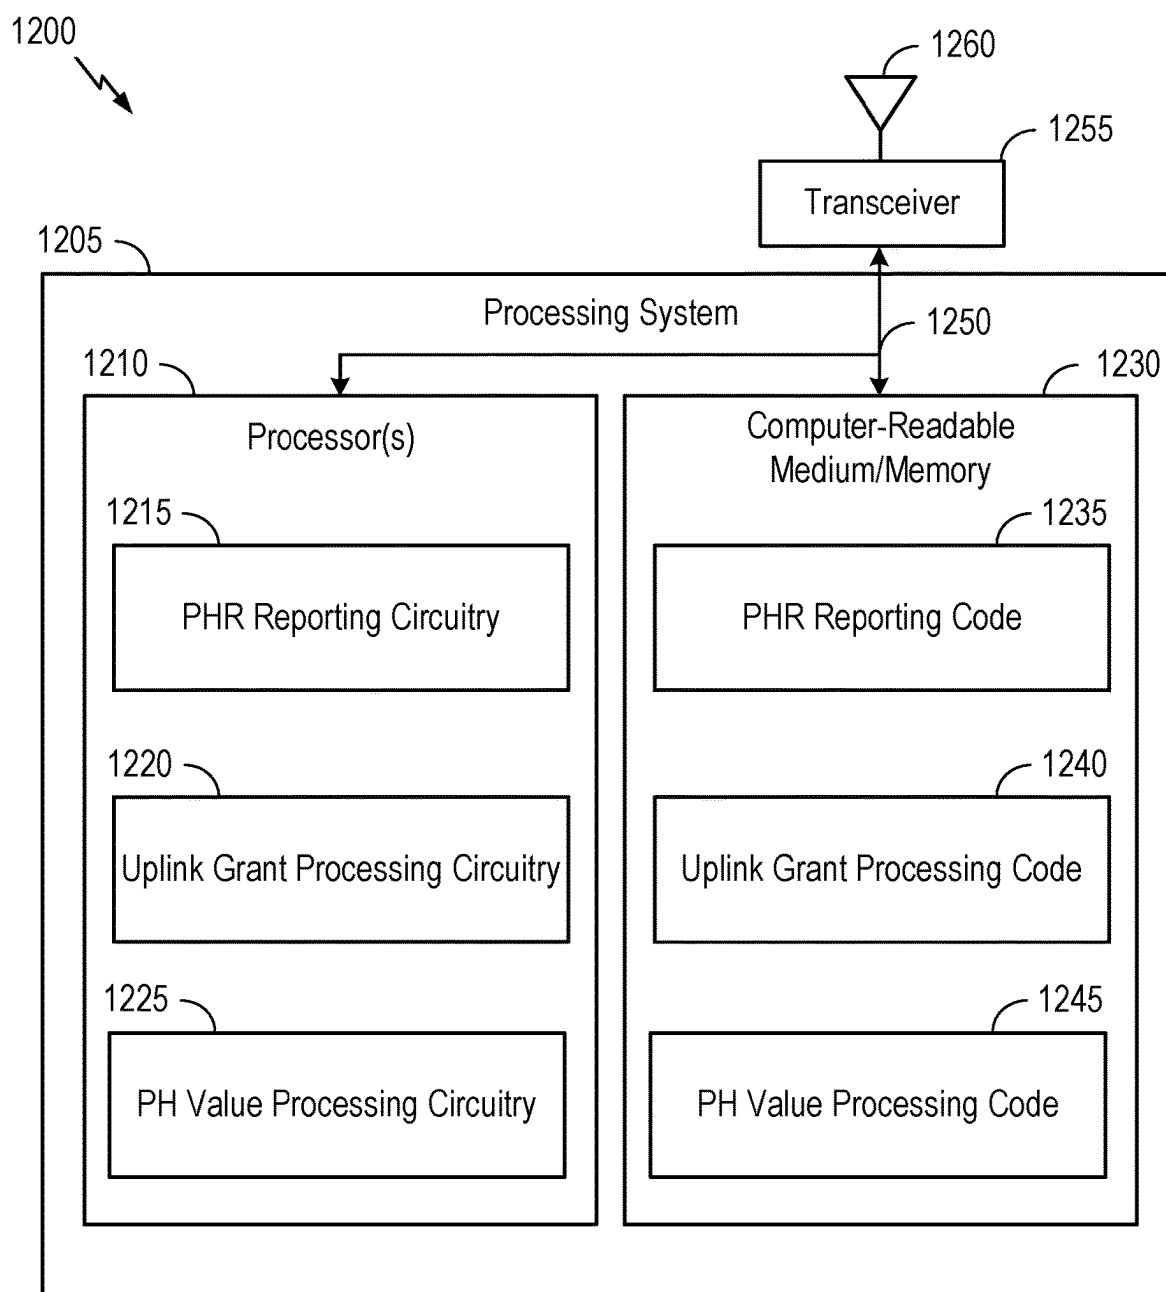 1200
1260
1255
Transceiver
1205
Processing System
1250
1210
1230
Processor(s)
Computer-Readable
Medium/Memory
1215
1235
PHR Reporting Circuitry
PHR Reporting Code
1220
1240
Uplink Grant Processing Circuitry
Uplink Grant Processing Code
1225
1245
PH Value Processing Circuitry
PH Value Processing Code